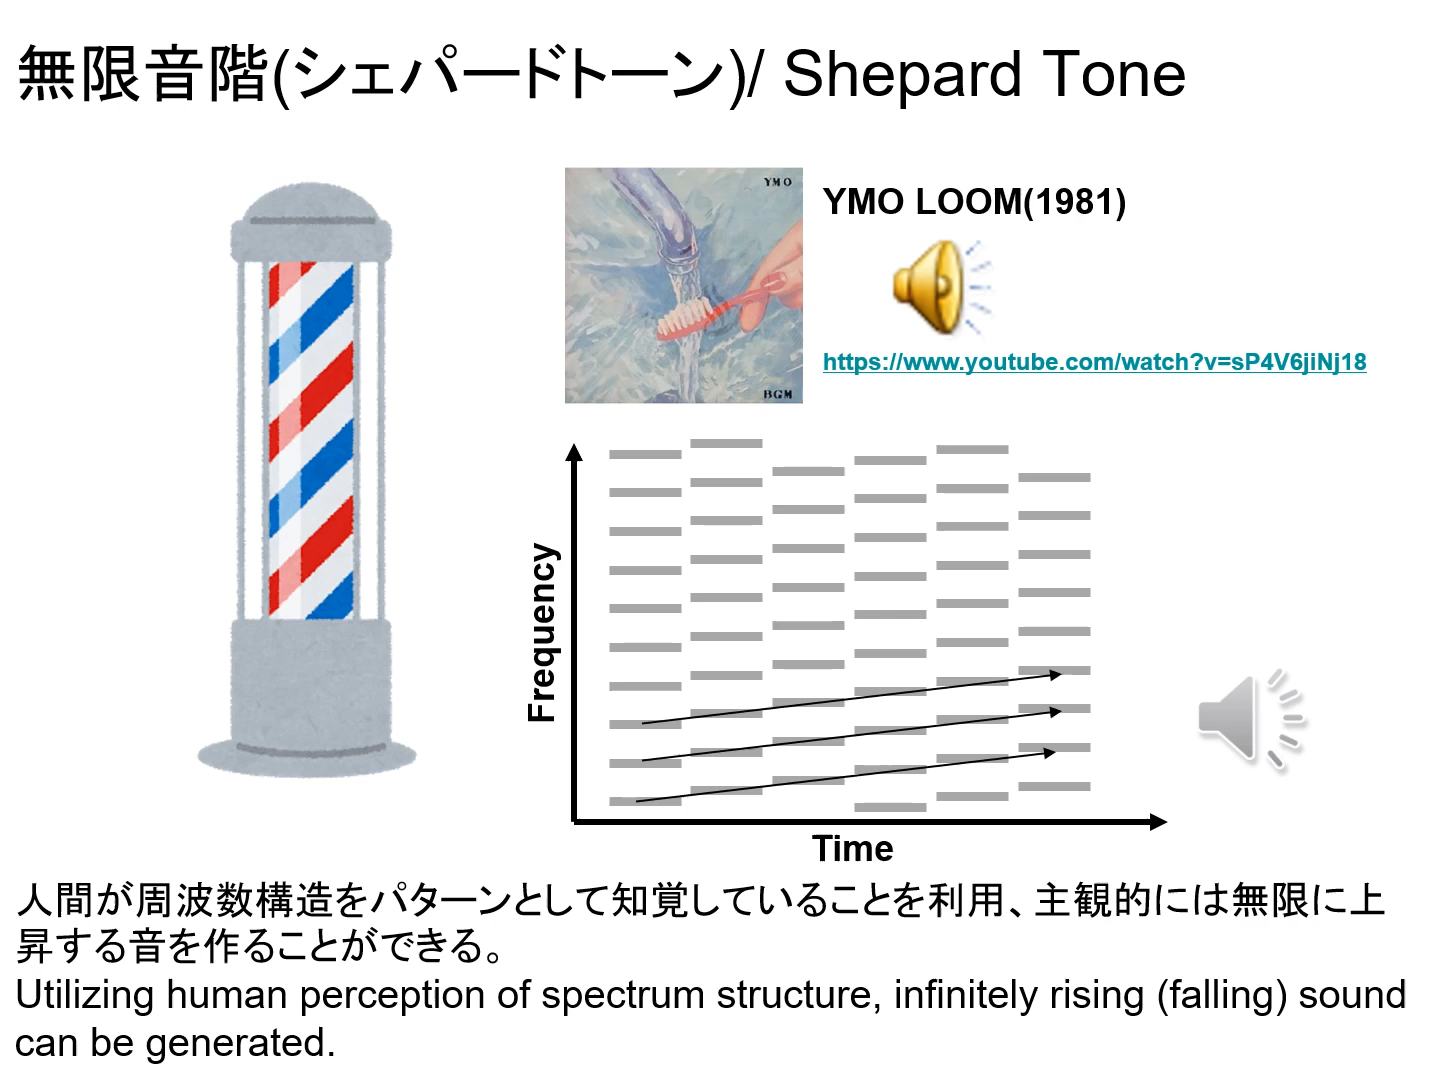 無限音階(シェパードトーン)/ Shepard Tone
YMO
BGM
YMO LOOM(1981)
https://www.youtube.com/watch?v=sP4V6jiNj18
Frequency
Time
人間が周波数構造をパターンとして知覚していることを利用、主観的には無限に上
昇する音を作ることができる。
Utilizing human perception of spectrum structure, infinitely rising (falling) sound
can be generated.